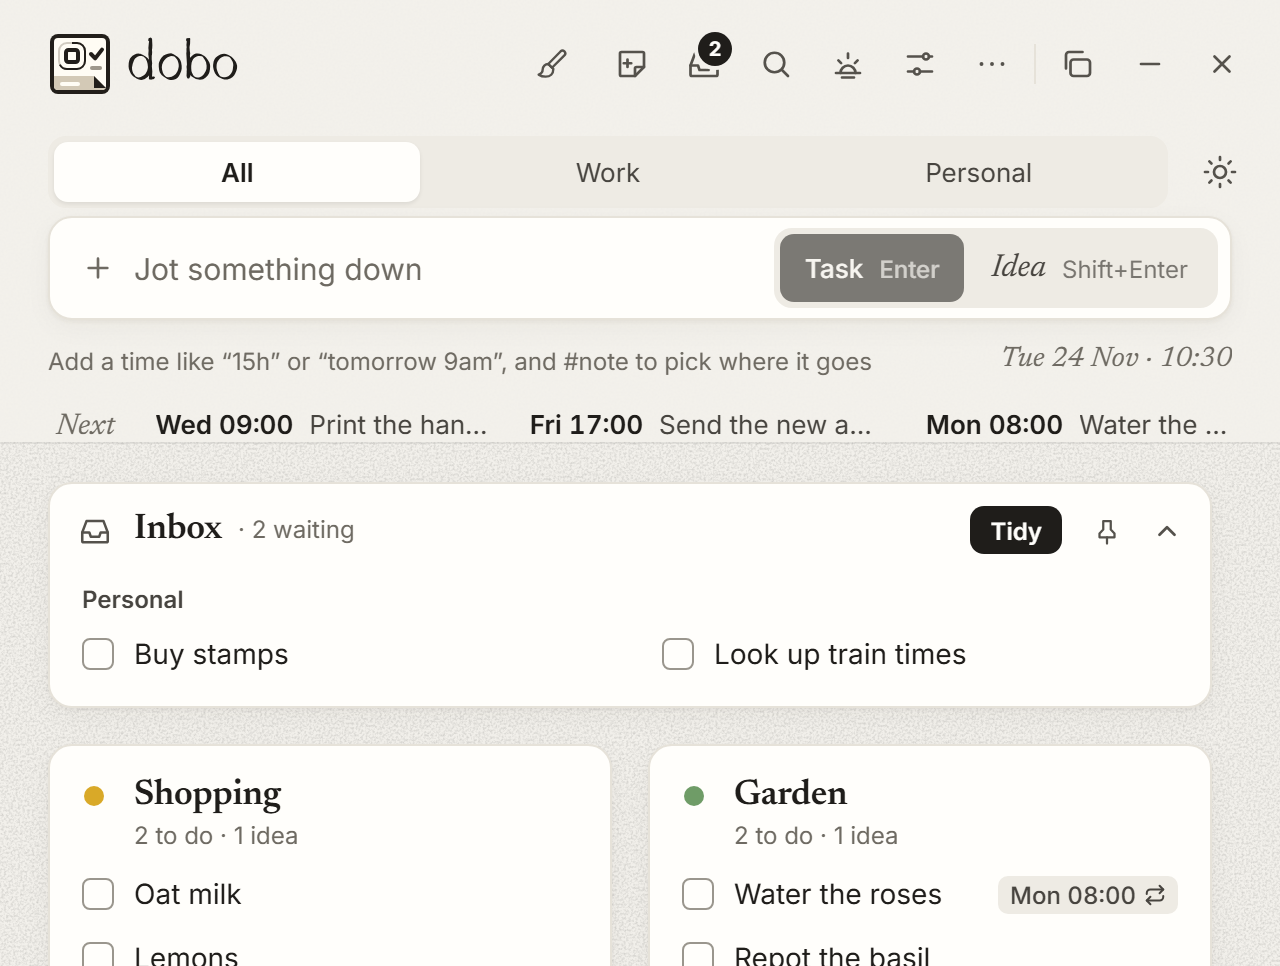 dobo
2
All Work Personal
Jot something down Task Enter Idea Shift+Enter
Add a time like “15h” or “tomorrow 9am”, and #note to pick where it goes Tue 24 Nov · 10:30
Next Wed 09:00 Print the han... Fri 17:00 Send the new a... Mon 08:00 Water the ...
Inbox · 2 waiting Tidy
Personal
Buy stamps Look up train times
Shopping Garden
2 to do · 1 idea 2 to do · 1 idea
Oat milk Water the roses Mon 08:00
Lemons Repot the basil